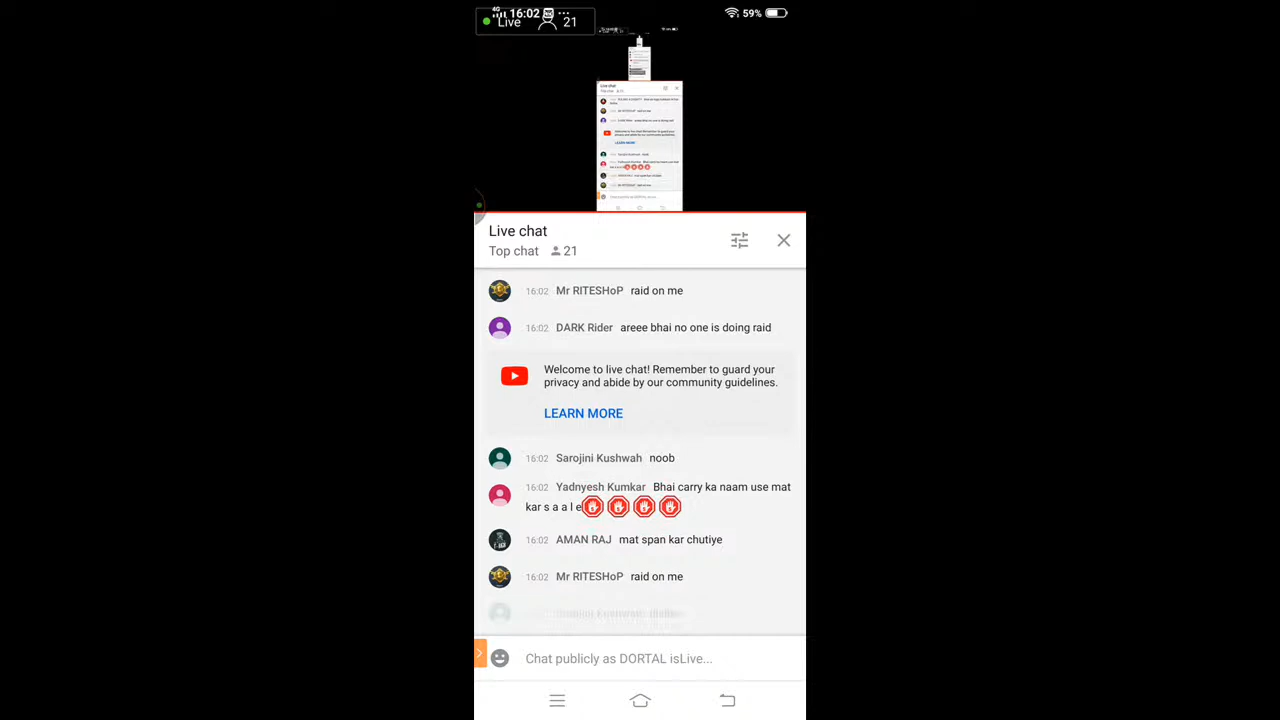 4G 16:02 ... 59%
Live 21
Live chat
Top chat 21
16:02 Mr RITESHoP raid on me
16:02 DARK Rider areee bhai no one is doing raid
Welcome to live chat! Remember to guard your
privacy and abide by our community guidelines.
LEARN MORE
16:02 Sarojini Kushwah noob
16:02 Yadnyesh Kumkar Bhai carry ka naam use mat
kar s a a l e
16:02 AMAN RAJ mat span kar chutiye
16:02 Mr RITESHoP raid on me
Chat publicly as DORTAL isLive...